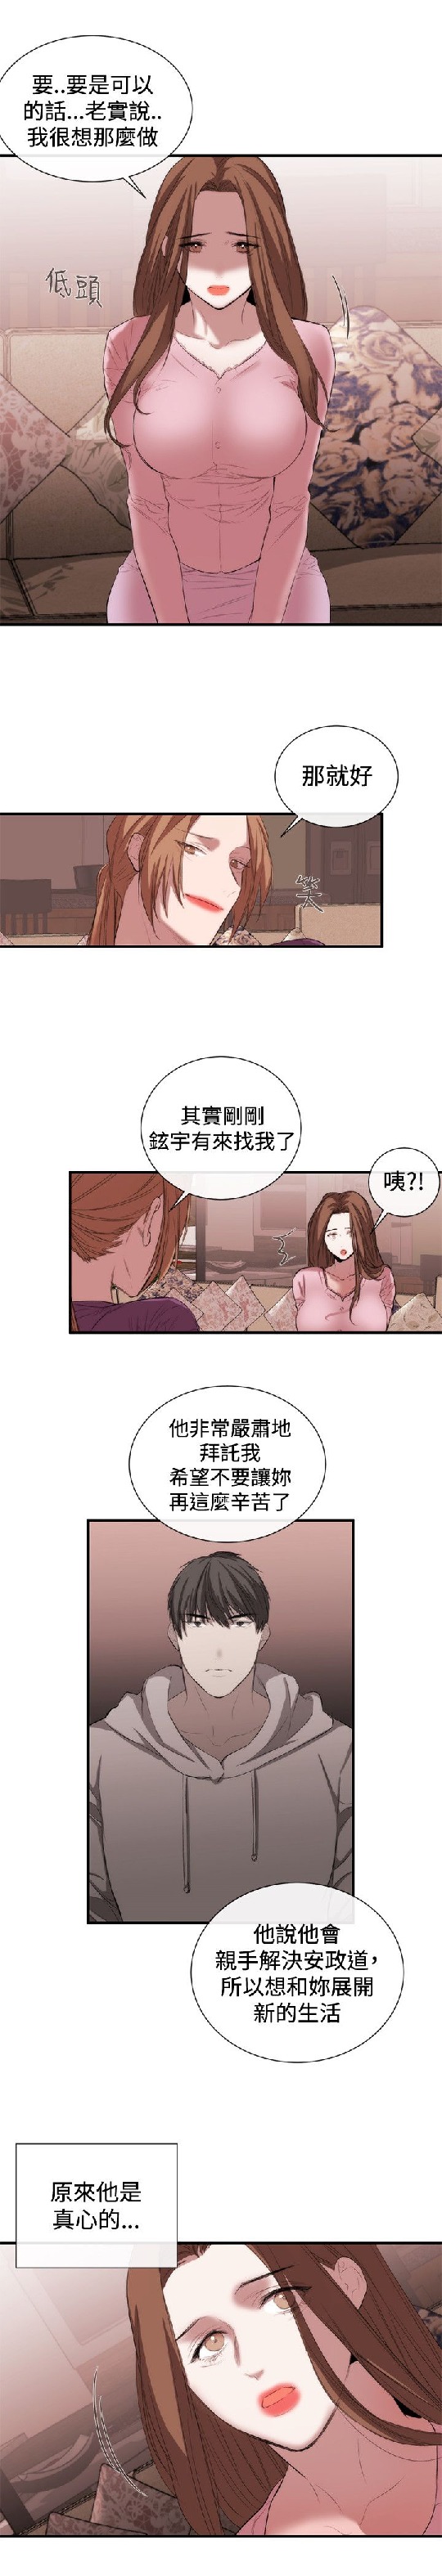 要..要是可以
的話...老實說..
我很想那麼做
低頭
那就好
笑
其實剛剛
鉉宇有來找我了
咦?!
他非常嚴肅地
拜託我
希望不要讓妳
再這麼辛苦了
他說他會
親手解決安政道，
所以想和妳展開
新的生活
原來他是
真心的...